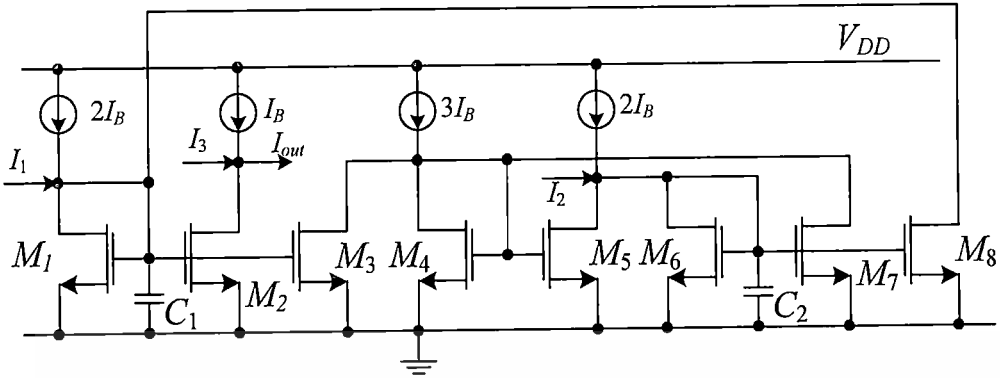 V_DD
2I_B
I_B
3I_B
2I_B
I_1
I_3
I_out
I_2
M_1
M_2
M_3
M_4
M_5
M_6
M_7
M_8
C_1
C_2